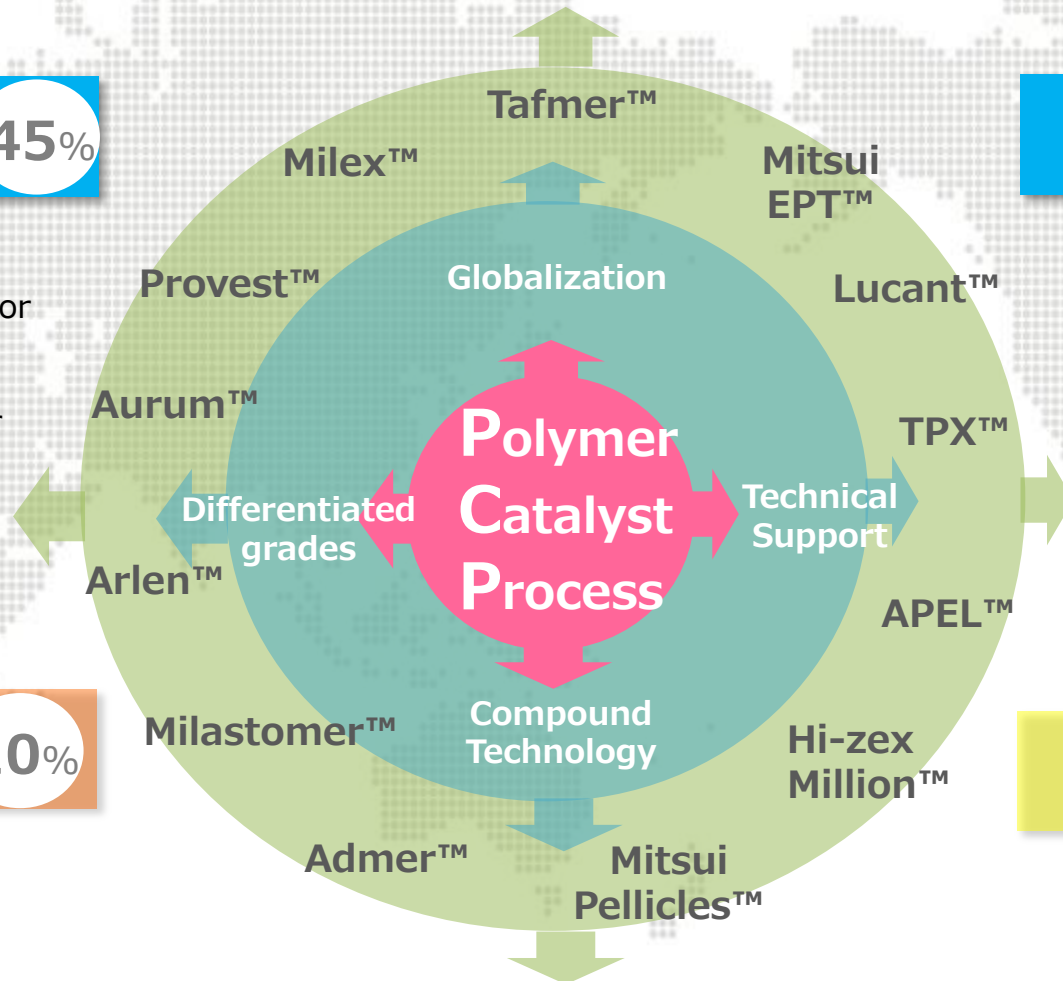 Tafmer™
45%
Milex™
Mitsui
EPT™
Provest™
Globalization
Lucant™
or
Aurum™
TPX™
Polymer
Catalyst
Process
Differentiated
grades
Technical
Support
Arlen™
APEL™
Milastomer™
Compound
Technology
Hi-zex
Million™
0%
Admer™
Mitsui
Pellicles™